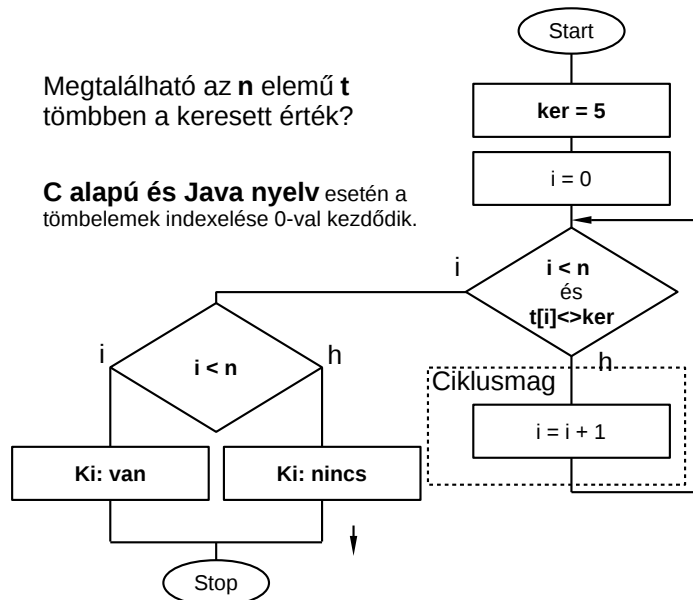 Start
Megtalálható az n elemű t
tömbben a keresett érték?
ker = 5
C alapú és Java nyelv esetén a
tömbelemek indexelése 0-val kezdődik.
i = 0
i
i < n
és
t[i]<>ker
h
i
i < n
h
Ciklusmag
i = i + 1
Ki: van
Ki: nincs
Stop